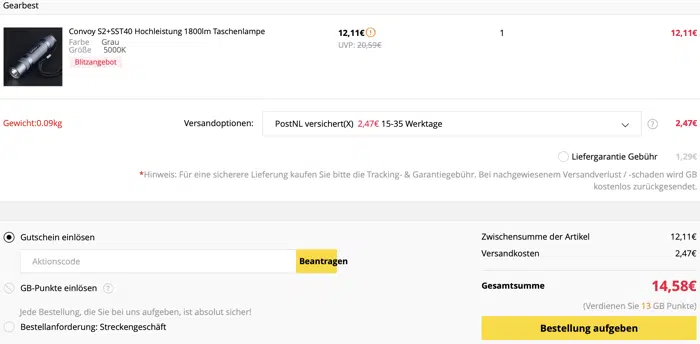 Gearbest
Convoy S2+SST40 Hochleistung 1800lm Taschenlampe
Farbe Grau
Größe 5000K
Blitzangebot
12,11€
UVP: 20,59€
1
12,11€
Gewicht:0.09kg
Versandoptionen:
PostNL versichert(X) 2,47€ 15-35 Werktage
?
2,47€
Liefergarantie Gebühr
1,29€
*Hinweis: Für eine sicherere Lieferung kaufen Sie bitte die Tracking- & Garantiegebühr. Bei nachgewiesenem Versandverlust / -schaden wird GB
kostenlos zurückgesendet.
Gutschein einlösen
Aktionscode
Beantragen
GB-Punkte einlösen ?
Jede Bestellung, die Sie bei uns aufgeben, ist absolut sicher!
Bestellanforderung: Streckengeschäft
Zwischensumme der Artikel 12,11€
Versandkosten 2,47€
Gesamtsumme 14,58€
(Verdienen Sie 13 GB Punkte)
Bestellung aufgeben